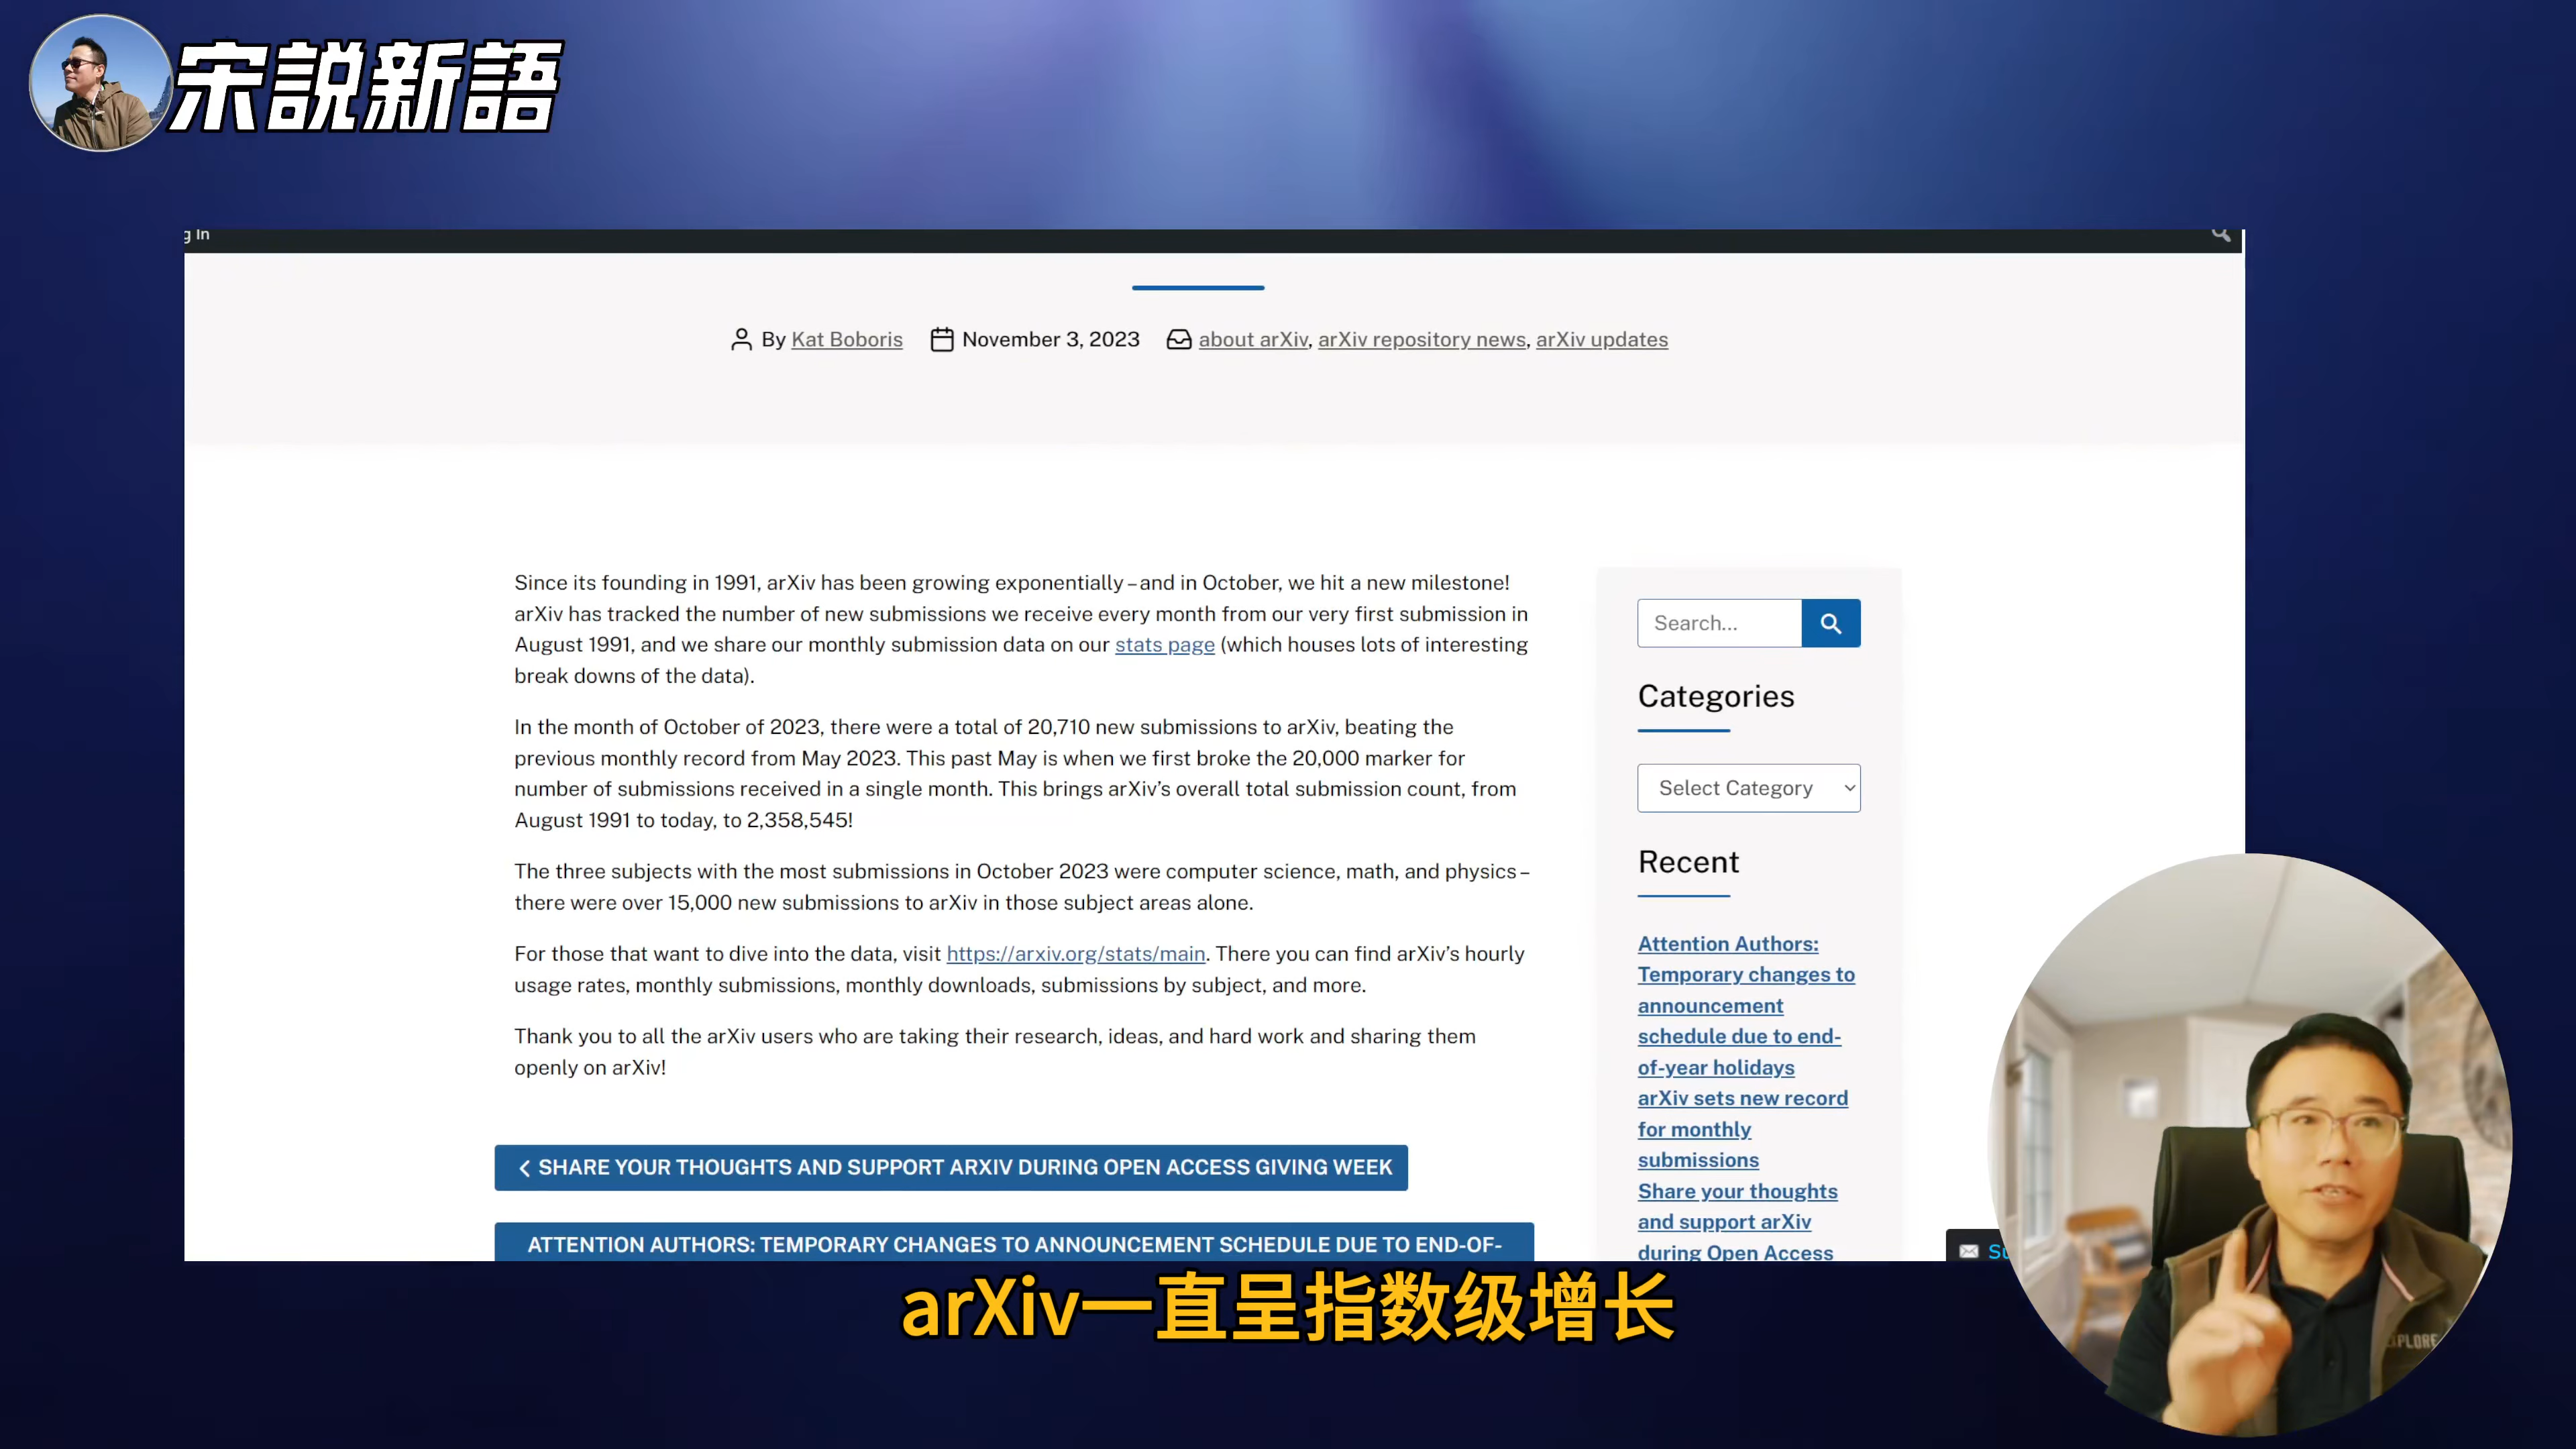 宋説新語
g In
By Kat Boboris November 3, 2023 about arXiv, arXiv repository news, arXiv updates
Since its founding in 1991, arXiv has been growing exponentially – and in October, we hit a new milestone!
arXiv has tracked the number of new submissions we receive every month from our very first submission in
August 1991, and we share our monthly submission data on our stats page (which houses lots of interesting
break downs of the data).
In the month of October of 2023, there were a total of 20,710 new submissions to arXiv, beating the
previous monthly record from May 2023. This past May is when we first broke the 20,000 marker for
number of submissions received in a single month. This brings arXiv’s overall total submission count, from
August 1991 to today, to 2,358,545!
The three subjects with the most submissions in October 2023 were computer science, math, and physics –
there were over 15,000 new submissions to arXiv in those subject areas alone.
For those that want to dive into the data, visit https://arxiv.org/stats/main. There you can find arXiv’s hourly
usage rates, monthly submissions, monthly downloads, submissions by subject, and more.
Thank you to all the arXiv users who are taking their research, ideas, and hard work and sharing them
openly on arXiv!
SHARE YOUR THOUGHTS AND SUPPORT ARXIV DURING OPEN ACCESS GIVING WEEK
ATTENTION AUTHORS: TEMPORARY CHANGES TO ANNOUNCEMENT SCHEDULE DUE TO END-OF-
Search...
Categories
Select Category
Recent
Attention Authors:
Temporary changes to
announcement
schedule due to end-
of-year holidays
arXiv sets new record
for monthly
submissions
Share your thoughts
and support arXiv
during Open Access
Su
arXiv一直呈指数级增长